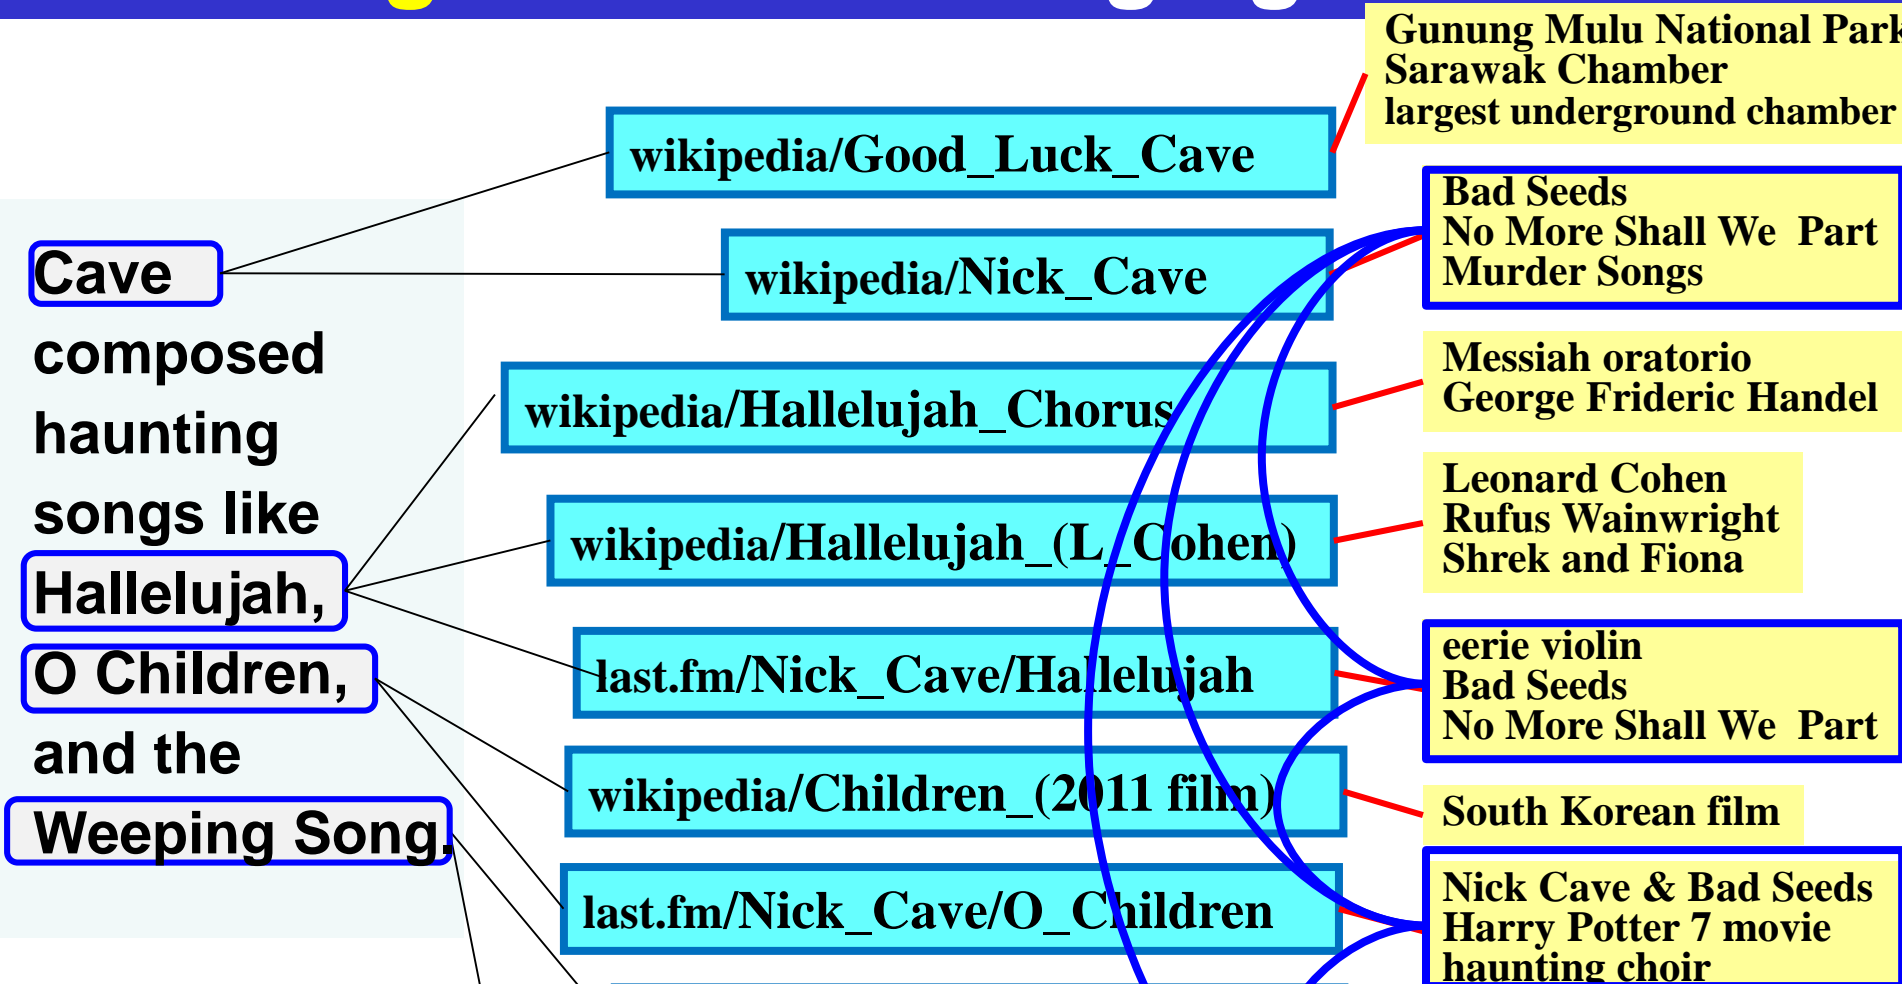 Cave
composed
haunting
songs like
Hallelujah,
O Children,
and the
Weeping Song.
wikipedia/Good_Luck_Cave
wikipedia/Nick_Cave
wikipedia/Hallelujah_Chorus
wikipedia/Hallelujah_(L_Cohen)
last.fm/Nick_Cave/Hallelujah
wikipedia/Children_(2011 film)
last.fm/Nick_Cave/O_Children
Gunung Mulu National Park
Sarawak Chamber
largest underground chamber
Bad Seeds
No More Shall We  Part
Murder Songs
Messiah oratorio
George Frideric Handel
Leonard Cohen
Rufus Wainwright
Shrek and Fiona
eerie violin
Bad Seeds
No More Shall We  Part
South Korean film
Nick Cave & Bad Seeds
Harry Potter 7 movie
haunting choir